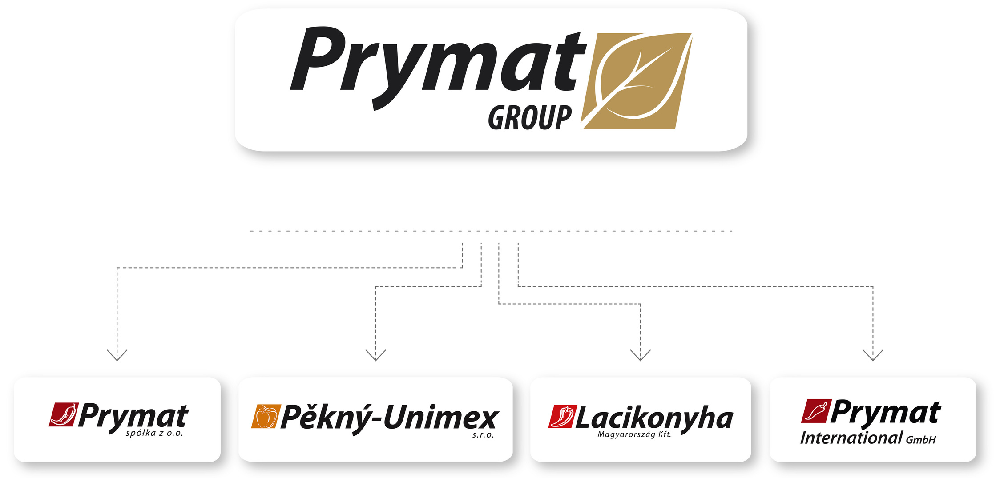 Prymat
GROUP
Prymat
spółka z o.o.
Pěkný-Unimex
s.r.o.
Lacikonyha
Magyarország Kft.
Prymat
International GmbH